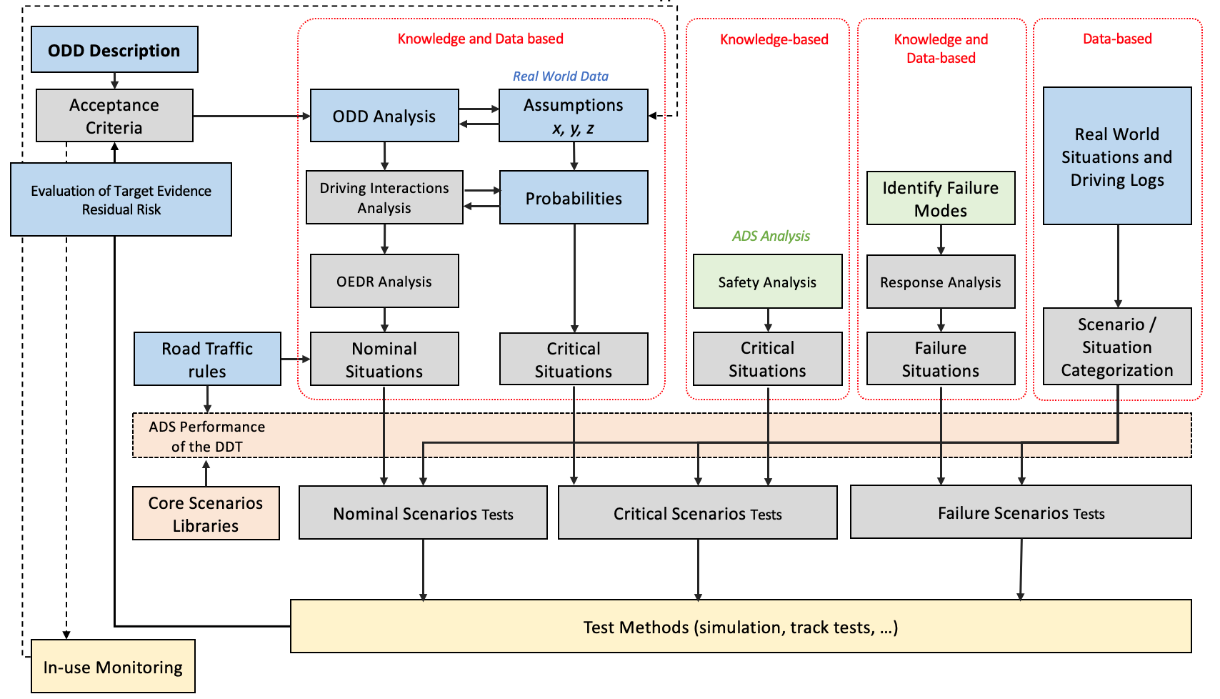 ODD Description
Acceptance
Criteria
Evaluation of Target Evidence
Residual Risk
Knowledge and Data based
Real World Data
ODD Analysis
Assumptions
x, y, z
Driving Interactions
Analysis
Probabilities
OEDR Analysis
Road Traffic
rules
Nominal
Situations
Critical
Situations
Knowledge-based
ADS Analysis
Safety Analysis
Critical
Situations
Knowledge and
Data-based
Identify Failure
Modes
Response Analysis
Failure
Situations
Data-based
Real World
Situations and
Driving Logs
Scenario /
Situation
Categorization
ADS Performance
of the DDT
Core Scenarios
Libraries
Nominal Scenarios Tests
Critical Scenarios Tests
Failure Scenarios Tests
Test Methods (simulation, track tests, ...)
In-use Monitoring